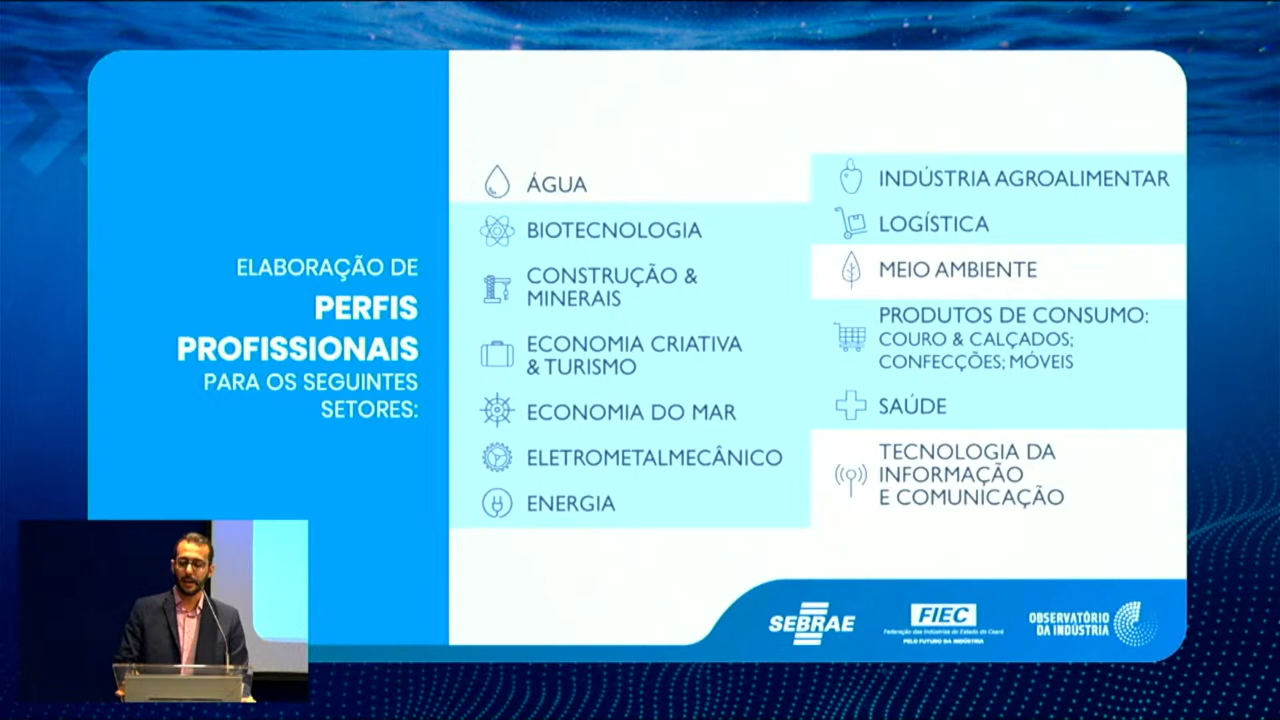 ELABORAÇÃO DE
PERFIS
PROFISSIONAIS
PARA OS SEGUINTES
SETORES:
ÁGUA
BIOTECNOLOGIA
CONSTRUÇÃO &
MINERAIS
ECONOMIA CRIATIVA
& TURISMO
ECONOMIA DO MAR
ELETROMETALMECÂNICO
ENERGIA
INDÚSTRIA AGROALIMENTAR
LOGÍSTICA
MEIO AMBIENTE
PRODUTOS DE CONSUMO:
COURO & CALÇADOS;
CONFECÇÕES; MÓVEIS
SAÚDE
TECNOLOGIA DA
INFORMAÇÃO
E COMUNICAÇÃO
SEBRAE
FIEC
Federação das Indústrias do Estado do Ceará
PELO FUTURO DA INDÚSTRIA
OBSERVATÓRIO
DA INDÚSTRIA